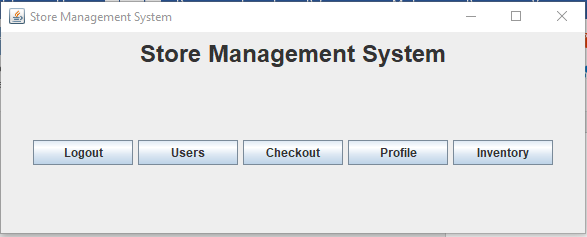 Store Management System
Store Management System
Logout Users Checkout Profile Inventory